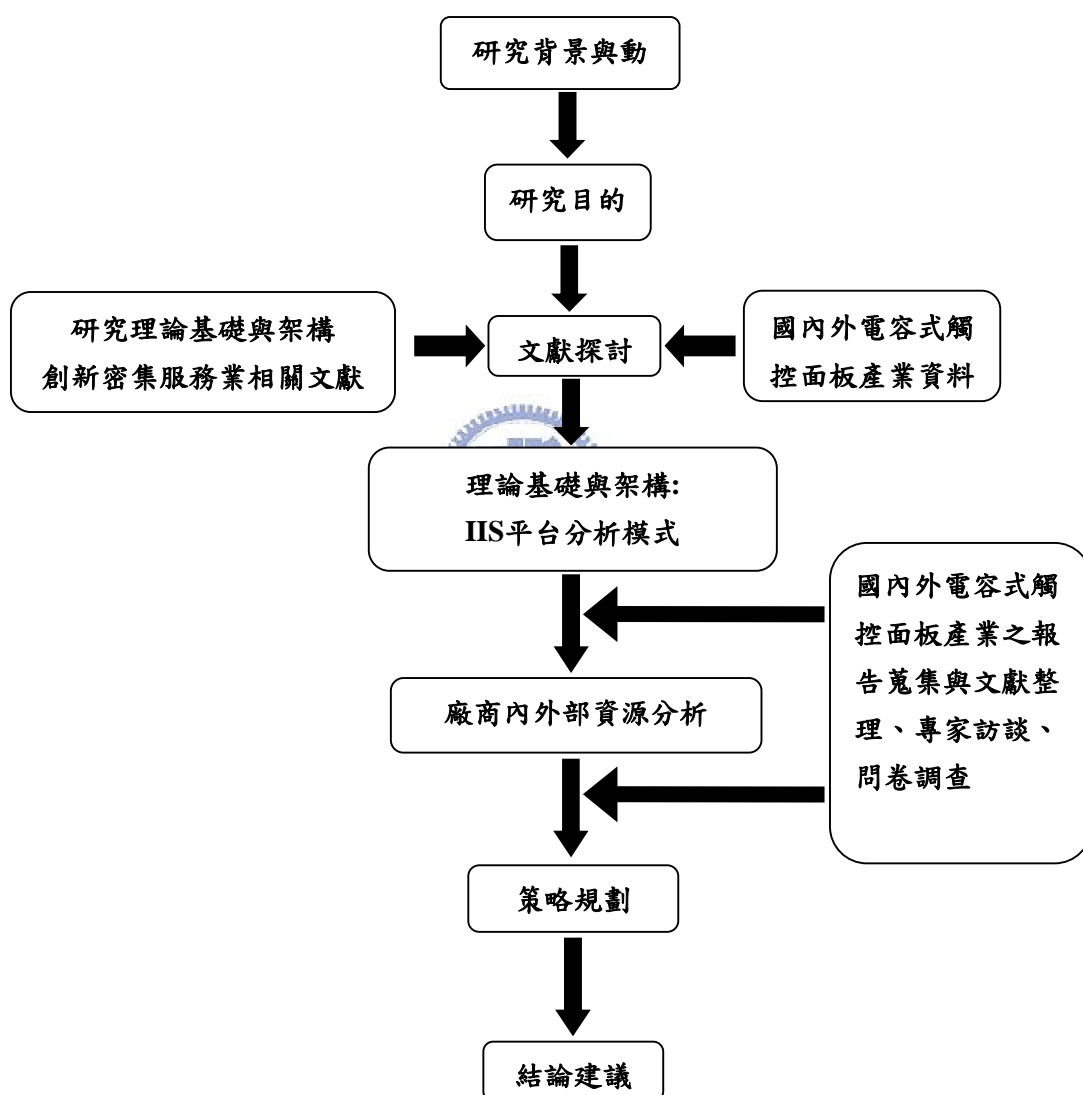 研究背景與動
研究目的
研究理論基礎與架構
創新密集服務業相關文獻
文獻探討
國內外電容式觸
控面板產業資料
理論基礎與架構:
IIS平台分析模式
國內外電容式觸
控面板產業之報
告蒐集與文獻整
理、專家訪談、
問卷調查
廠商內外部資源分析
策略規劃
結論建議